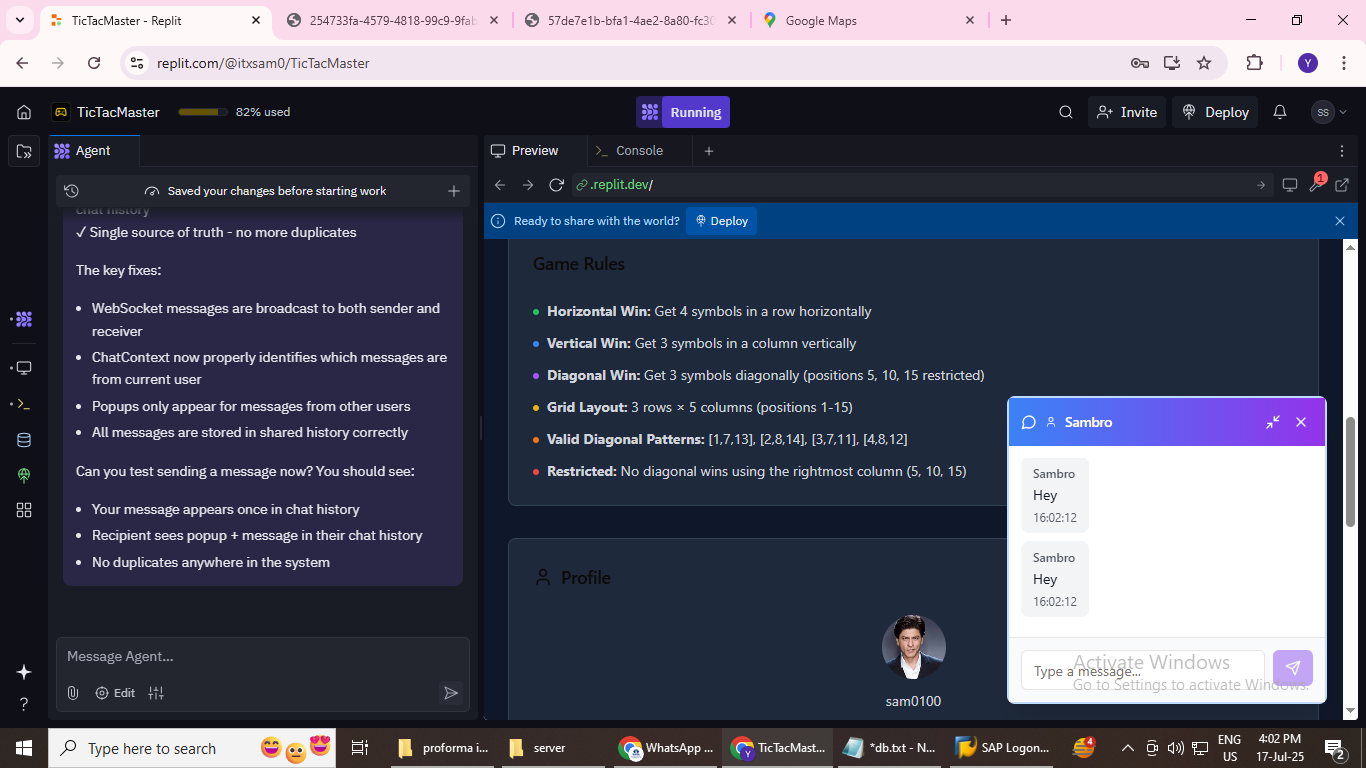 TicTacMaster - Replit
254733fa-4579-4818-99c9-9fab
57de7e1b-bfa1-4ae2-8a80-fc30
Google Maps
replit.com/@itxsam0/TicTacMaster
Y
TicTacMaster
82% used
Running
Invite
Deploy
SS
Agent
Preview
Console
Saved your changes before starting work
.replit.dev/
1
Ready to share with the world?
Deploy
chat history
✓ Single source of truth - no more duplicates
The key fixes:
• WebSocket messages are broadcast to both sender and
receiver
• ChatContext now properly identifies which messages are
from current user
• Popups only appear for messages from other users
• All messages are stored in shared history correctly
Can you test sending a message now? You should see:
• Your message appears once in chat history
• Recipient sees popup + message in their chat history
• No duplicates anywhere in the system
Message Agent...
Edit
Game Rules
• Horizontal Win: Get 4 symbols in a row horizontally
• Vertical Win: Get 3 symbols in a column vertically
• Diagonal Win: Get 3 symbols diagonally (positions 5, 10, 15 restricted)
• Grid Layout: 3 rows × 5 columns (positions 1-15)
• Valid Diagonal Patterns: [1,7,13], [2,8,14], [3,7,11], [4,8,12]
• Restricted: No diagonal wins using the rightmost column (5, 10, 15)
Profile
sam0100
Sambro
Sambro
Hey
16:02:12
Sambro
Hey
16:02:12
Type a message...
Activate Windows
Go to Settings to activate Windows.
Type here to search
proforma i...
server
WhatsApp ...
TicTacMast...
*db.txt - N...
SAP Logon...
4
ENG
US
4:02 PM
17-Jul-25
2